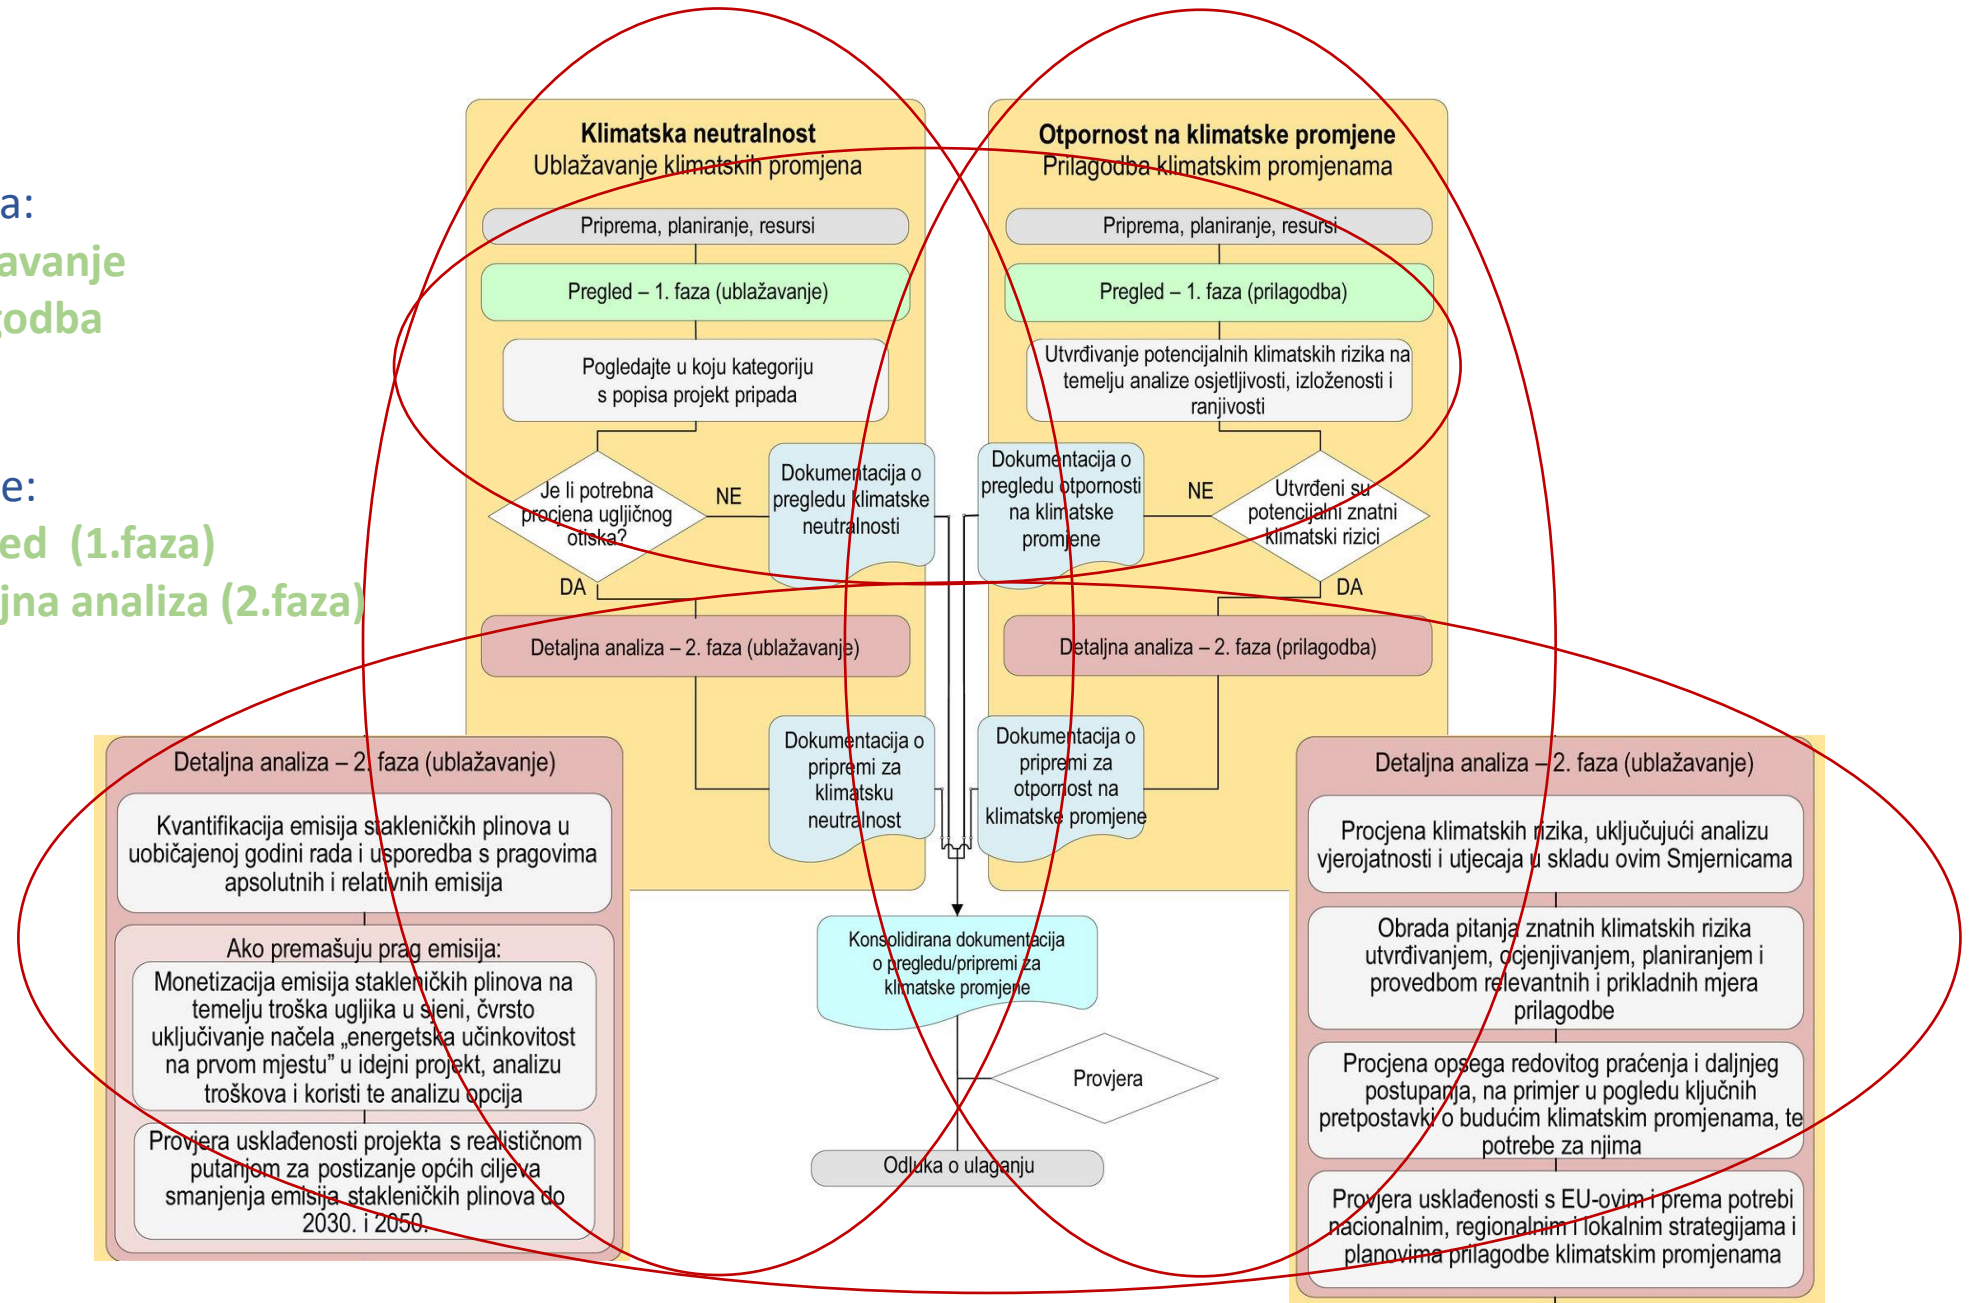 a:
avanje
godba
e:
ed (1.faza)
jna analiza (2.faza)
Klimatska neutralnost
Ublažavanje klimatskih promjena
Priprema, planiranje, resursi
Pregled – 1. faza (ublažavanje)
Pogledajte u koju kategoriju
s popisa projekt pripada
Je li potrebna
procjena ugljičnog
otiska?
NE
DA
Dokumentacija o
pregledu klimatske
neutralnosti
Detaljna analiza – 2. faza (ublažavanje)
Dokumentacija o
pripremi za
klimatsku
neutralnost
Otpornost na klimatske promjene
Prilagodba klimatskim promjenama
Priprema, planiranje, resursi
Pregled – 1. faza (prilagodba)
Utvrđivanje potencijalnih klimatskih rizika na
temelju analize osjetljivosti, izloženosti i
ranjivosti
Dokumentacija o
pregledu otpornosti
na klimatske
promjene
NE
Utvrđeni su
potencijalni znatni
klimatski rizici
DA
Detaljna analiza – 2. faza (prilagodba)
Dokumentacija o
pripremi za
otpornost na
klimatske promjene
Detaljna analiza – 2. faza (ublažavanje)
Kvantifikacija emisija stakleničkih plinova u
uobičajenoj godini rada i usporedba s pragovima
apsolutnih i relativnih emisija
Ako premašuju prag emisija:
Monetizacija emisija stakleničkih plinova na
temelju troška ugljika u sjeni, čvrsto
uključivanje načela „energetska učinkovitost
na prvom mjestu” u idejni projekt, analizu
troškova i koristi te analizu opcija
Provjera usklađenosti projekta s realističnom
putanjom za postizanje općih ciljeva
smanjenja emisija stakleničkih plinova do
2030. i 2050.
Konsolidirana dokumentacija
o pregledu/pripremi za
klimatske promjene
Provjera
Odluka o ulaganju
Detaljna analiza – 2. faza (ublažavanje)
Procjena klimatskih rizika, uključujući analizu
vjerojatnosti i utjecaja u skladu ovim Smjernicama
Obrada pitanja znatnih klimatskih rizika
utvrđivanjem, ocjenjivanjem, planiranjem i
provedbom relevantnih i prikladnih mjera
prilagodbe
Procjena opsega redovitog praćenja i daljnjeg
postupanja, na primjer u pogledu ključnih
pretpostavki o budućim klimatskim promjenama, te
potrebe za njima
Provjera usklađenosti s EU-ovim i prema potrebi
nacionalnim, regionalnim i lokalnim strategijama i
planovima prilagodbe klimatskim promjenama